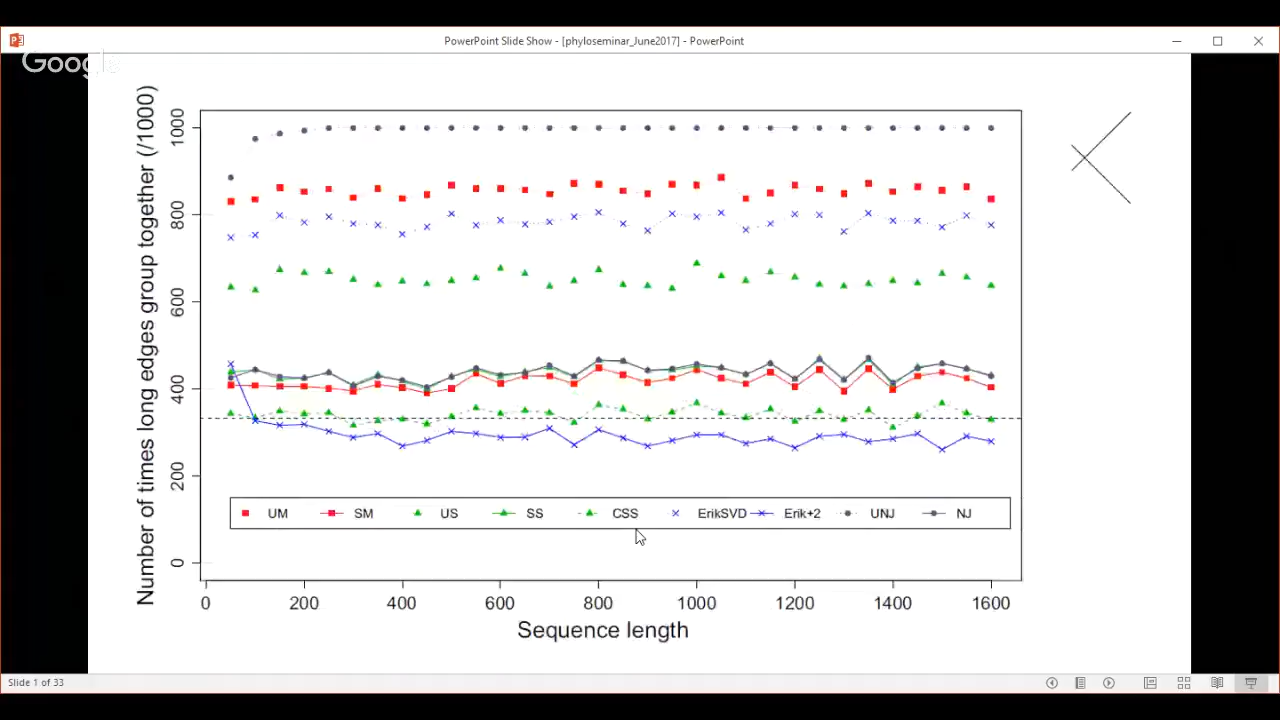 PowerPoint Slide Show - [phyloseminar_June2017] - PowerPoint
Google
Number of times long edges group together (/1000)
1000
800
600
400
200
0
UM SM US SS CSS ErikSVD Erik+2 UNJ NJ
0 200 400 600 800 1000 1200 1400 1600
Sequence length
Slide 1 of 33